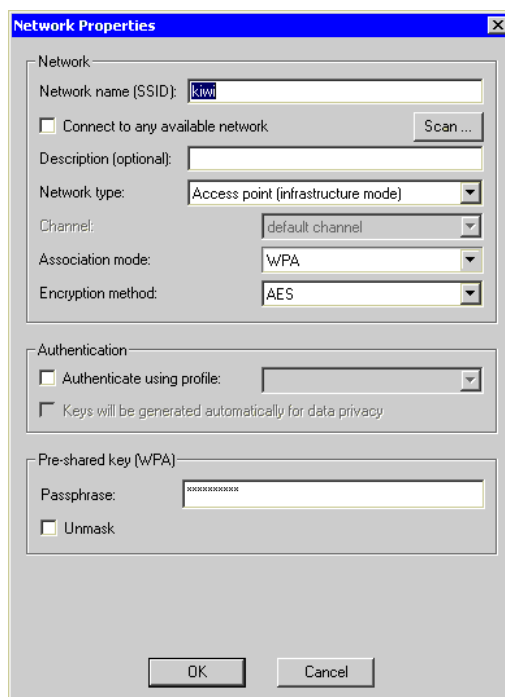 Network Properties
Network
Network name (SSID): kiwi
Connect to any available network Scan ...
Description (optional):
Network type: Access point (infrastructure mode)
Channel: default channel
Association mode: WPA
Encryption method: AES
Authentication
Authenticate using profile:
Keys will be generated automatically for data privacy
Pre-shared key (WPA)
Passphrase: **********
Unmask
OK Cancel